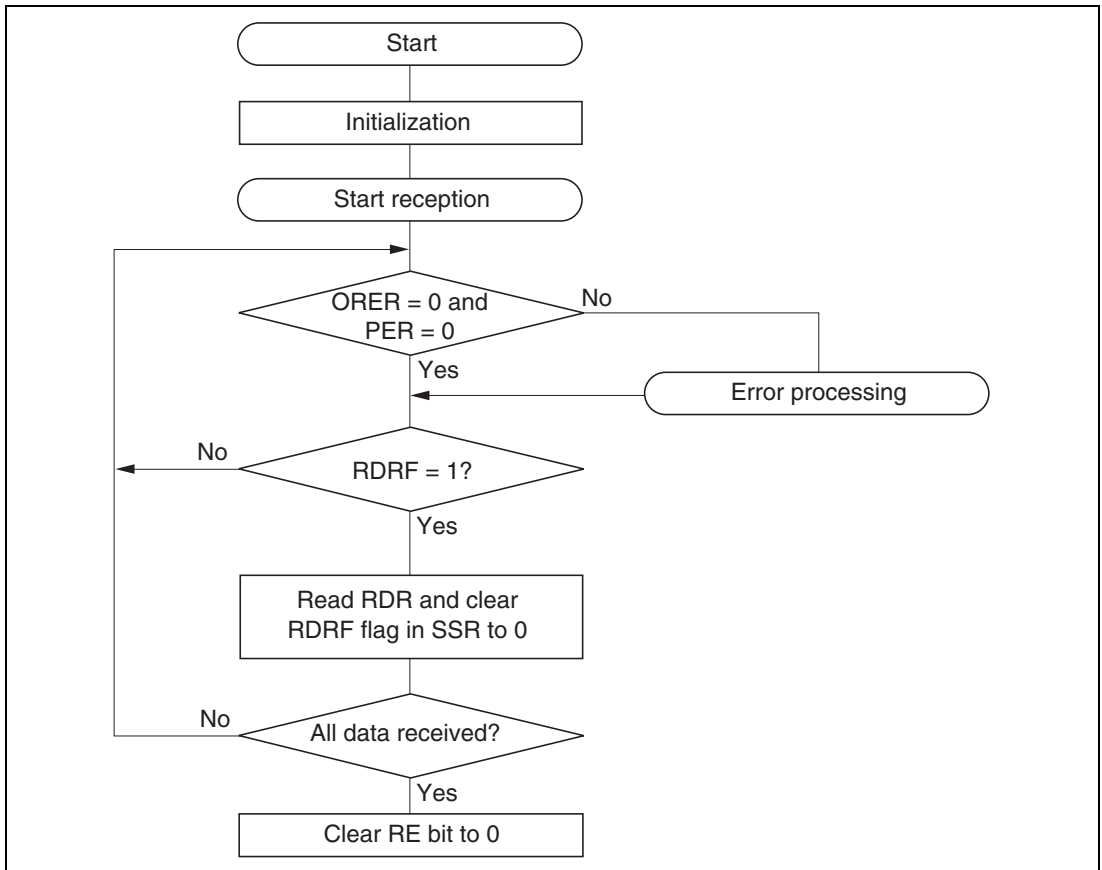 Start
Initialization
Start reception
ORER = 0 and
PER = 0
No
Yes
Error processing
No
RDRF = 1?
Yes
Read RDR and clear
RDRF flag in SSR to 0
No
All data received?
Yes
Clear RE bit to 0